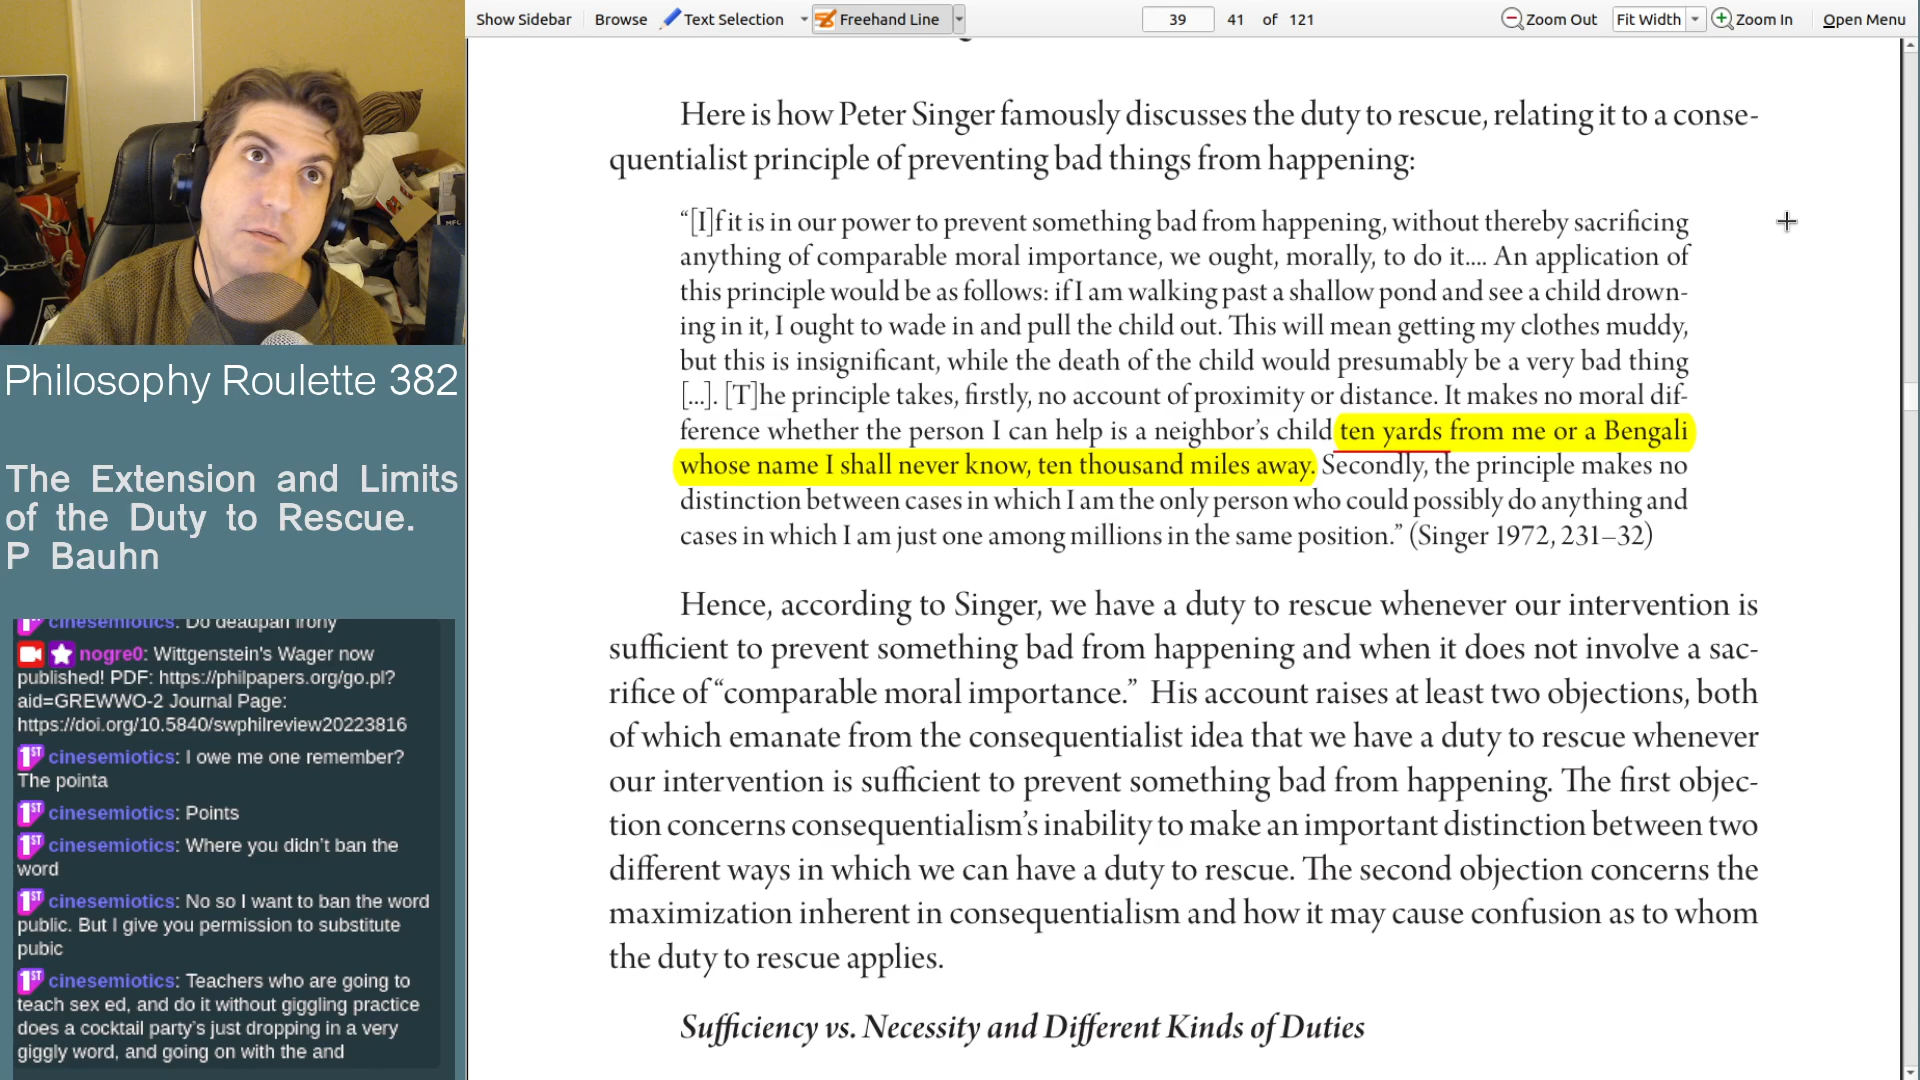 Show Sidebar Browse Text Selection Freehand Line 39 41 of 121 Zoom Out Fit Width Zoom In Open Menu
Here is how Peter Singer famously discusses the duty to rescue, relating it to a conse-
quentialist principle of preventing bad things from happening:
“[I]f it is in our power to prevent something bad from happening, without thereby sacrificing
anything of comparable moral importance, we ought, morally, to do it.... An application of
this principle would be as follows: if I am walking past a shallow pond and see a child drown-
ing in it, I ought to wade in and pull the child out. This will mean getting my clothes muddy,
but this is insignificant, while the death of the child would presumably be a very bad thing
[...]. [T]he principle takes, firstly, no account of proximity or distance. It makes no moral dif-
ference whether the person I can help is a neighbor’s child ten yards from me or a Bengali
whose name I shall never know, ten thousand miles away. Secondly, the principle makes no
distinction between cases in which I am the only person who could possibly do anything and
cases in which I am just one among millions in the same position.” (Singer 1972, 231–32)
Hence, according to Singer, we have a duty to rescue whenever our intervention is
sufficient to prevent something bad from happening and when it does not involve a sac-
rifice of “comparable moral importance.” His account raises at least two objections, both
of which emanate from the consequentialist idea that we have a duty to rescue whenever
our intervention is sufficient to prevent something bad from happening. The first objec-
tion concerns consequentialism’s inability to make an important distinction between two
different ways in which we can have a duty to rescue. The second objection concerns the
maximization inherent in consequentialism and how it may cause confusion as to whom
the duty to rescue applies.
Sufficiency vs. Necessity and Different Kinds of Duties
Philosophy Roulette 382
The Extension and Limits
of the Duty to Rescue.
P Bauhn
cinesemiotics: Do deadpan irony
nogre0: Wittgenstein's Wager now
published! PDF: https://philpapers.org/go.pl?
aid=GREWWO-2 Journal Page:
https://doi.org/10.5840/swphilreview20223816
1ST cinesemiotics: I owe me one remember?
The pointa
1ST cinesemiotics: Points
1ST cinesemiotics: Where you didn’t ban the
word
1ST cinesemiotics: No so I want to ban the word
public. But I give you permission to substitute
pubic
1ST cinesemiotics: Teachers who are going to
teach sex ed, and do it without giggling practice
does a cocktail party’s just dropping in a very
giggly word, and going on with the and